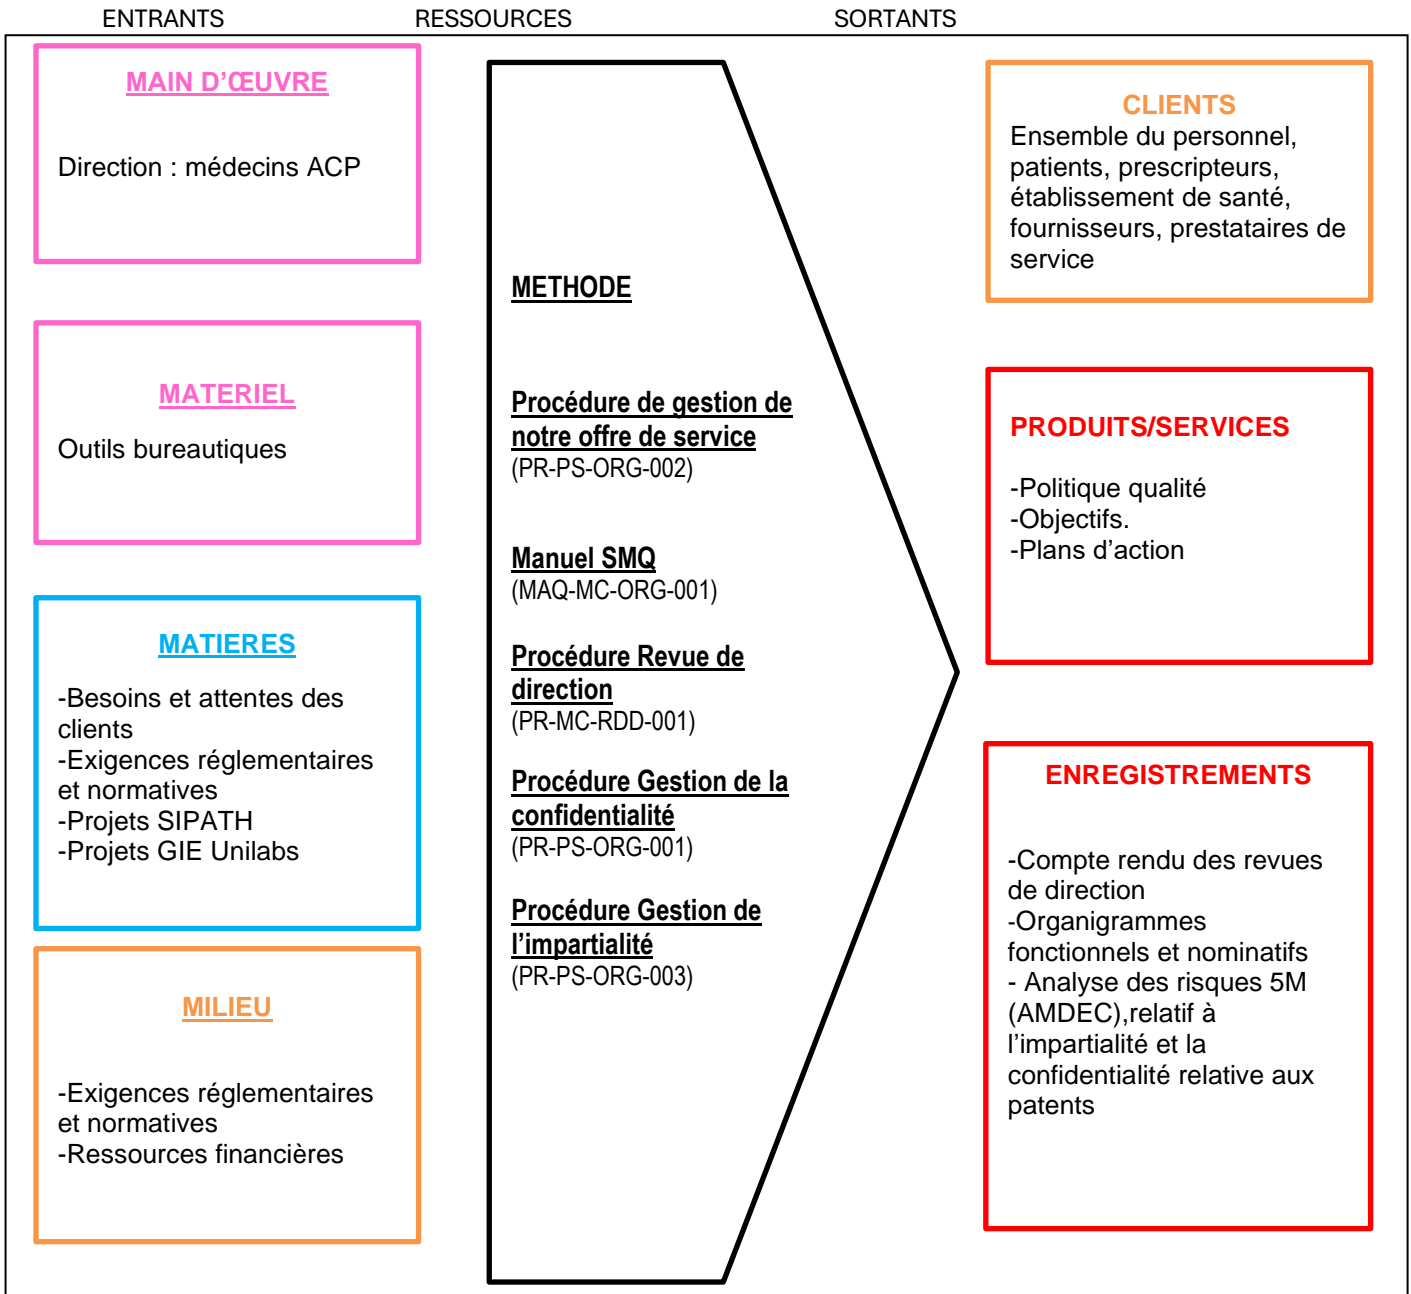 ENTRANTS
RESSOURCES
SORTANTS
MAIN D'ŒUVRE
Direction : médecins ACP
MATERIEL
Outils bureautiques
MATIERES
-Besoins et attentes des
clients
-Exigences réglementaires
et normatives
-Projets SIPATH
-Projets GIE Unilabs
MILIEU
-Exigences réglementaires
et normatives
-Ressources financières
METHODE
Procédure de gestion de
notre offre de service
(PR-PS-ORG-002)
Manuel SMQ
(MAQ-MC-ORG-001)
Procédure Revue de
direction
(PR-MC-RDD-001)
Procédure Gestion de la
confidentialité
(PR-PS-ORG-001)
Procédure Gestion de
l'impartialité
(PR-PS-ORG-003)
CLIENTS
Ensemble du personnel,
patients, prescripteurs,
établissement de santé,
fournisseurs, prestataires de
service
PRODUITS/SERVICES
-Politique qualité
-Objectifs.
-Plans d'action
ENREGISTREMENTS
-Compte rendu des revues
de direction
-Organigrammes
fonctionnels et nominatifs
- Analyse des risques 5M
(AMDEC),relatif à
l'impartialité et la
confidentialité relative aux
patents